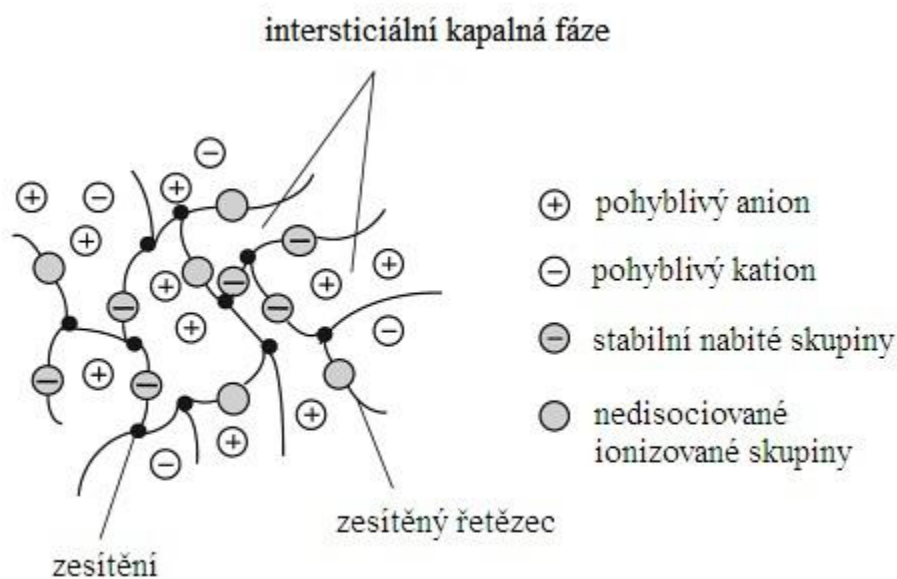 intersticiální kapalná fáze
pohyblivý anion
pohyblivý kation
stabilní nabité skupiny
nedisociované
ionizované skupiny
zesítěný řetězec
zesítění